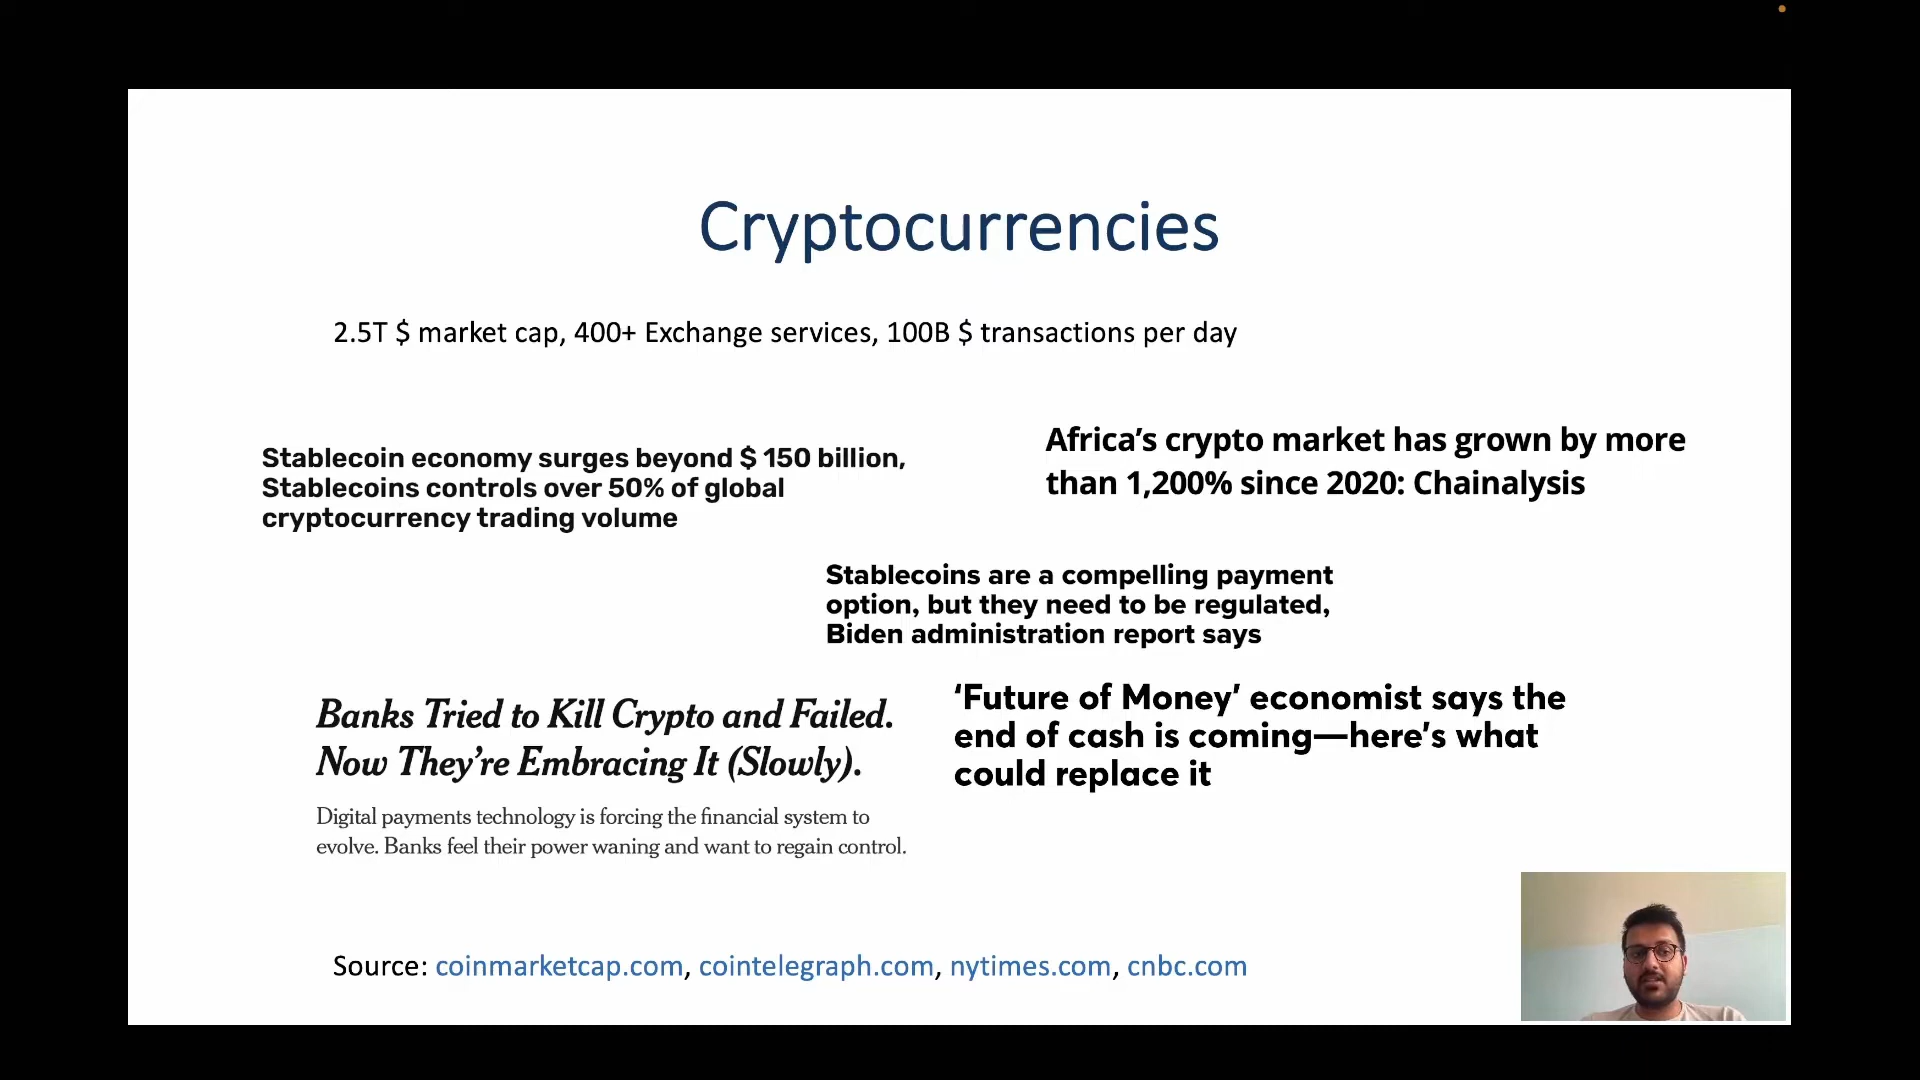 Cryptocurrencies
2.5T $ market cap, 400+ Exchange services, 100B $ transactions per day
Stablecoin economy surges beyond $ 150 billion,
Stablecoins controls over 50% of global
cryptocurrency trading volume
Africa’s crypto market has grown by more
than 1,200% since 2020: Chainalysis
Stablecoins are a compelling payment
option, but they need to be regulated,
Biden administration report says
Banks Tried to Kill Crypto and Failed.
Now They’re Embracing It (Slowly).
Digital payments technology is forcing the financial system to
evolve. Banks feel their power waning and want to regain control.
‘Future of Money’ economist says the
end of cash is coming—here’s what
could replace it
Source: coinmarketcap.com, cointelegraph.com, nytimes.com, cnbc.com